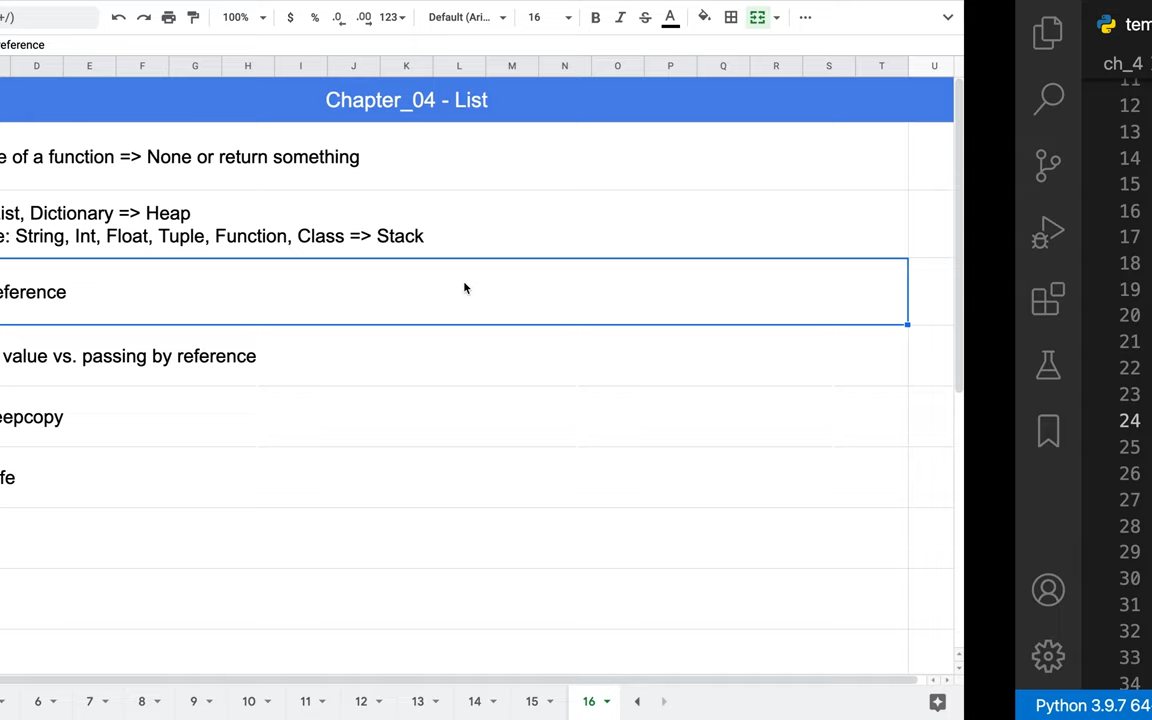 +/)
100%
$
%
.0
.00
123
Default (Ari...
16
B
I
S
A
eference
D
E
F
G
H
I
J
K
L
M
N
O
P
Q
R
S
T
U
Chapter_04 - List
e of a function => None or return something
ist, Dictionary => Heap
e: String, Int, Float, Tuple, Function, Class => Stack
eference
value vs. passing by reference
eepcopy
fe
6
7
8
9
10
11
12
13
14
15
16
tem
ch_4
11
12
13
14
15
16
17
18
19
20
21
22
23
24
25
26
27
28
29
30
31
32
33
34
Python 3.9.7 64